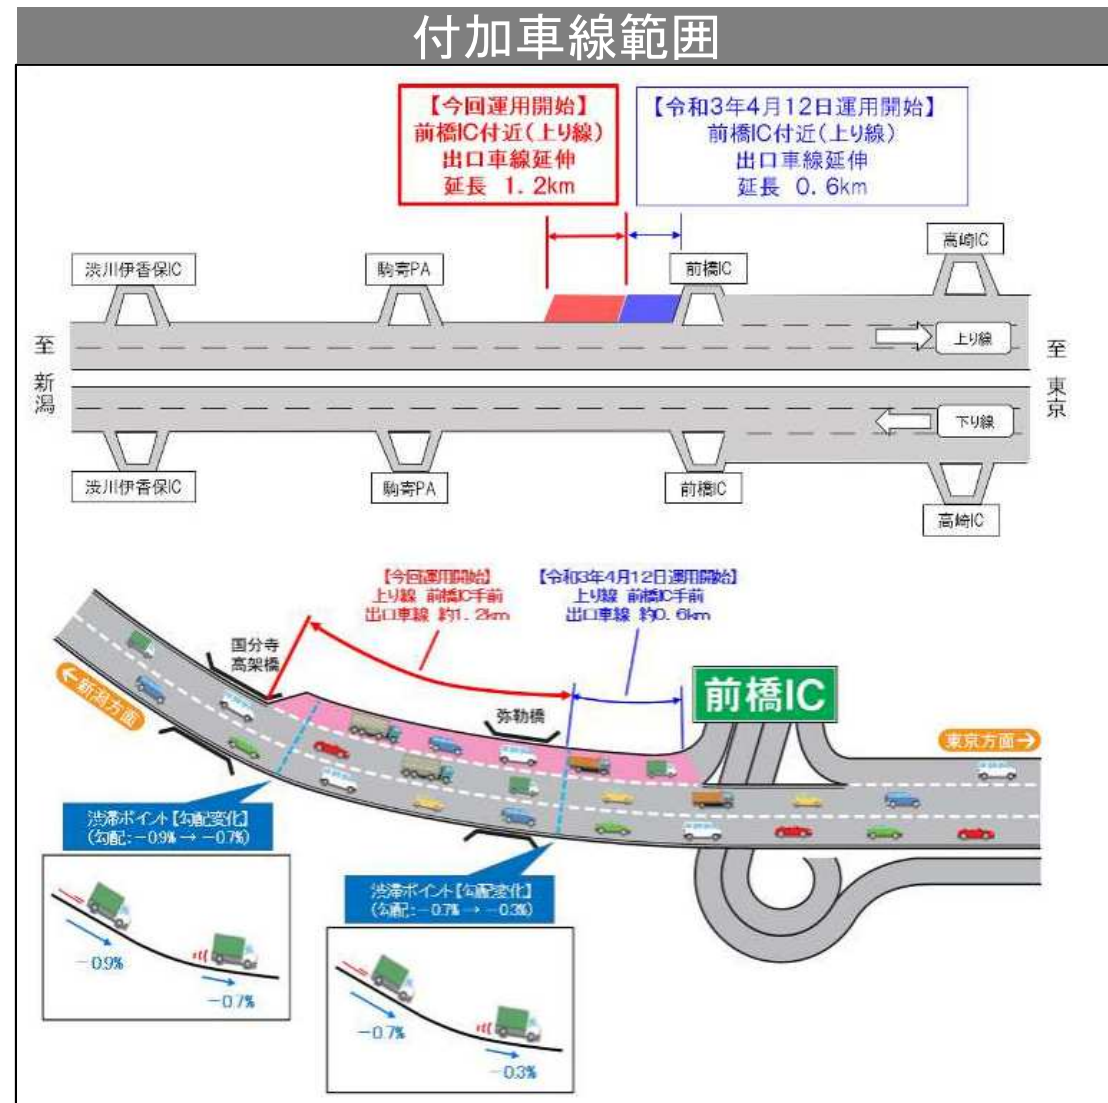 付加車線範囲
【今回運用開始】
前橋IC付近(上り線)
出口車線延伸
延長 1.2km
【令和3年4月12日運用開始】
前橋IC付近(上り線)
出口車線延伸
延長 0.6km
渋川伊香保IC
駒寄PA
前橋IC
高崎IC
至新潟
上り線
至東京
下り線
渋川伊香保IC
駒寄PA
前橋IC
高崎IC
【今回運用開始】
上り線 前橋IC手前
出口車線 約1.2km
【令和3年4月12日運用開始】
上り線 前橋IC手前
出口車線 約0.6km
国分寺
高架橋
←新潟方面
弥勒橋
前橋IC
東京方面→
渋滞ポイント【勾配変化】
(勾配:-0.9% → -0.7%)
-0.9%
-0.7%
渋滞ポイント【勾配変化】
(勾配:-0.7% → -0.3%)
-0.7%
-0.3%